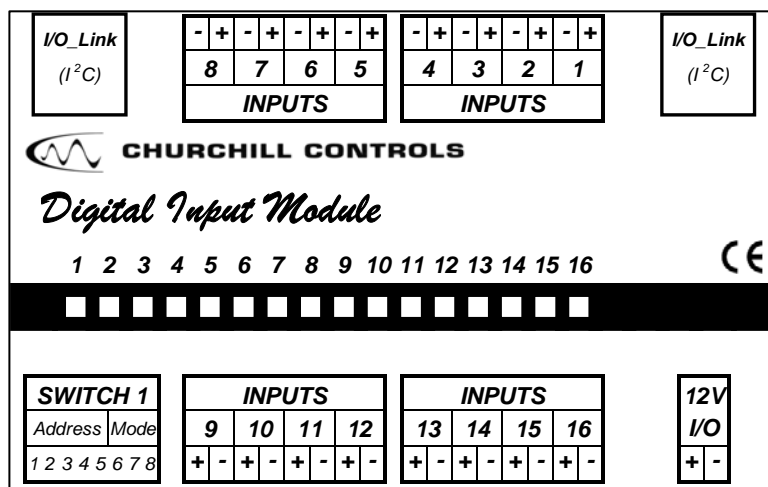 I/O_Link
(I²C)
- + - + - + - +
8 7 6 5
INPUTS
- + - + - + - +
4 3 2 1
INPUTS
I/O_Link
(I²C)
CHURCHILL CONTROLS
Digital Input Module
1 2 3 4 5 6 7 8 9 10 11 12 13 14 15 16
CE
SWITCH 1
Address Mode
1 2 3 4 5 6 7 8
INPUTS
9 10 11 12
+ - + - + - + -
INPUTS
13 14 15 16
+ - + - + - + -
12V
I/O
+ -